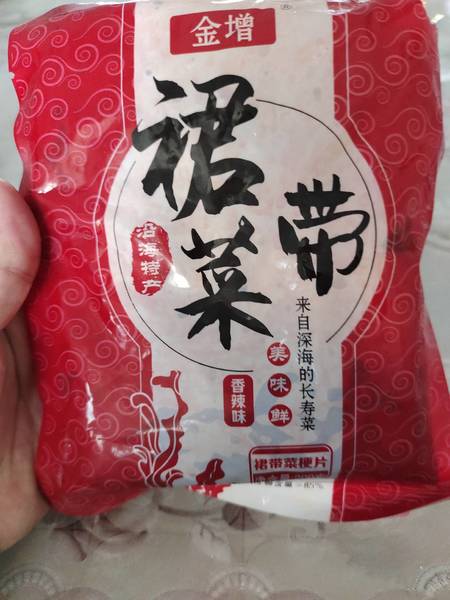 金增
®
裙带菜
沿海特产
来自深海的长寿菜
美味鲜
香辣味
裙带菜梗片